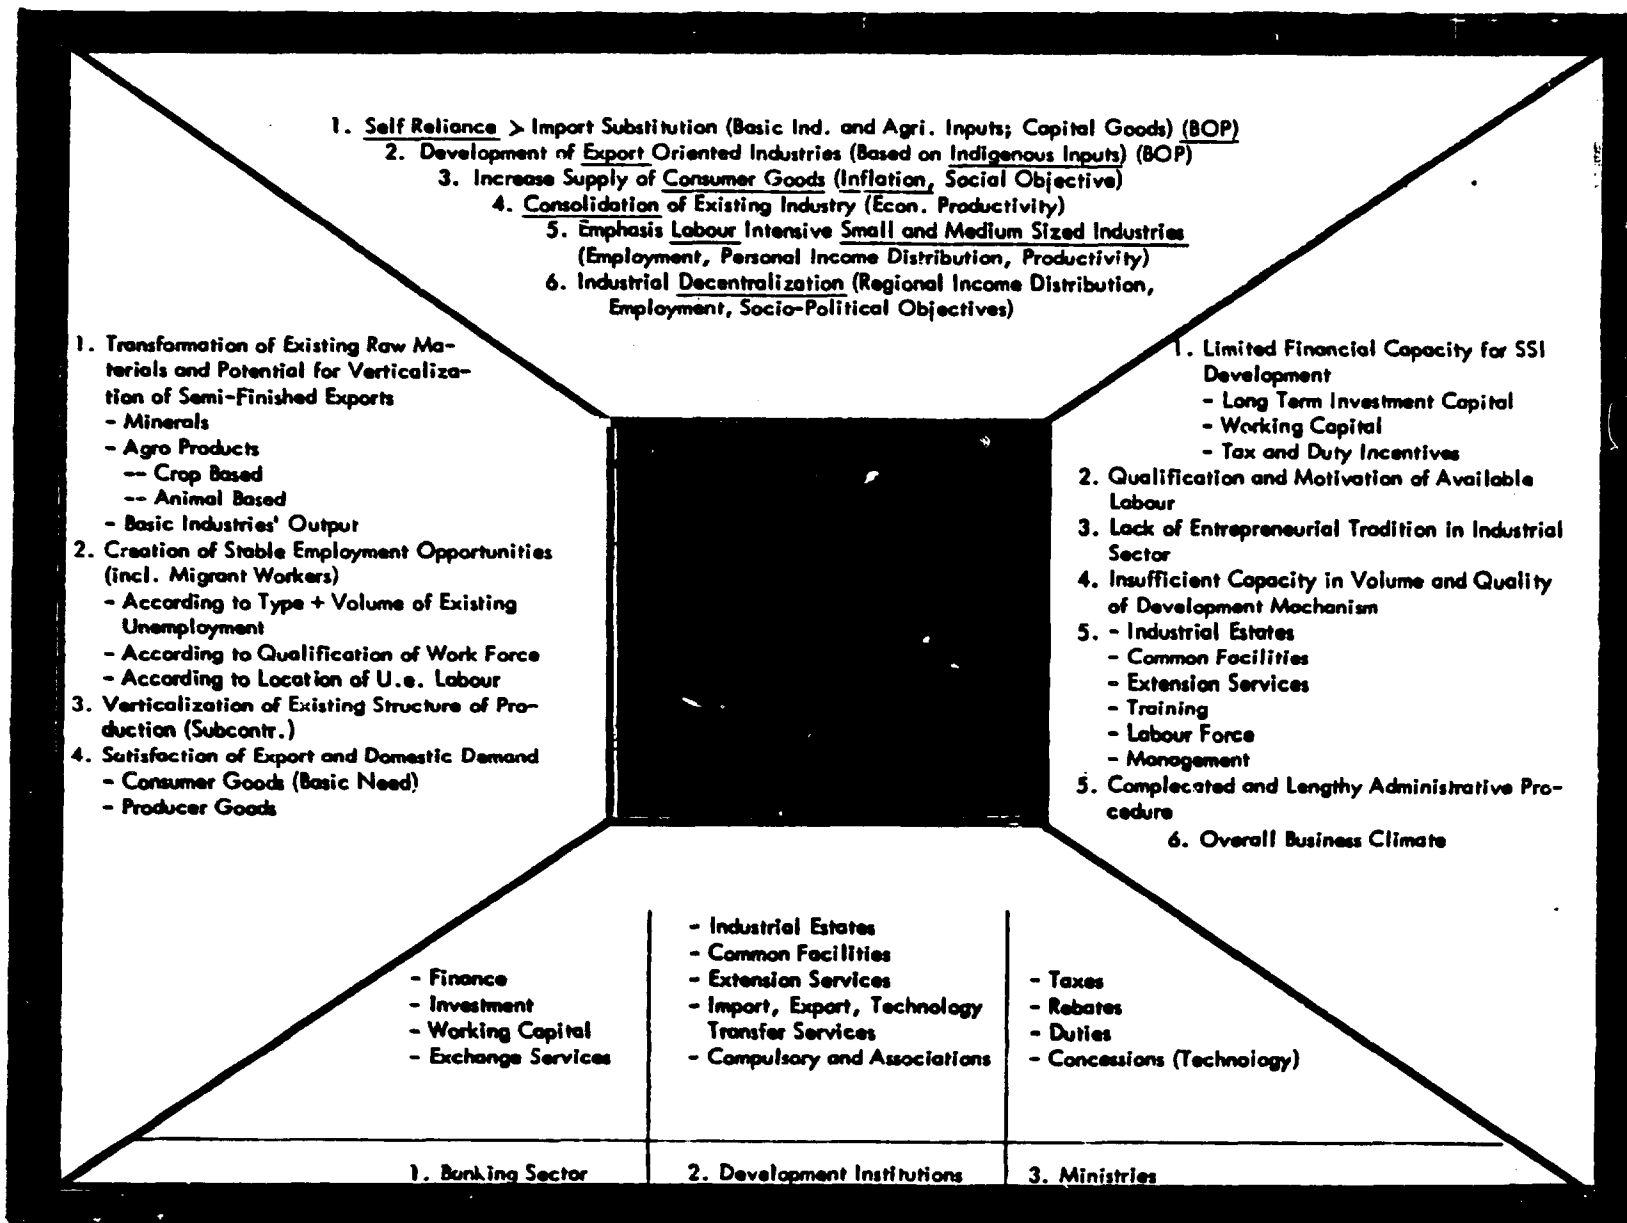 1. Self Reliance > Import Substitution (Basic Ind. and Agri. Inputs; Capital Goods) (BOP)
2. Development of Export Oriented Industries (Based on Indigenous Inputs) (BOP)
3. Increase Supply of Consumer Goods (Inflation, Social Objective)
4. Consolidation of Existing Industry (Econ. Productivity)
5. Emphasis Labour Intensive Small and Medium Sized Industries
(Employment, Personal Income Distribution, Productivity)
6. Industrial Decentralization (Regional Income Distribution,
Employment, Socio-Political Objectives)
1. Transformation of Existing Raw Ma-
terials and Potential for Verticaliza-
tion of Semi-Finished Exports
- Minerals
- Agro Products
-- Crop Based
-- Animal Based
- Basic Industries' Output
2. Creation of Stable Employment Opportunities
(incl. Migrant Workers)
- According to Type + Volume of Existing
Unemployment
- According to Qualification of Work Force
- According to Location of U.e. Labour
3. Verticalization of Existing Structure of Pro-
duction (Subcontr.)
4. Satisfaction of Export and Domestic Demand
- Consumer Goods (Basic Need)
- Producer Goods
1. Limited Financial Capacity for SSI
Development
- Long Term Investment Capital
- Working Capital
- Tax and Duty Incentives
2. Qualification and Motivation of Available
Labour
3. Lack of Entrepreneurial Tradition in Industrial
Sector
4. Insufficient Capacity in Volume and Quality
of Development Mechanism
5. - Industrial Estates
- Common Facilities
- Extension Services
- Training
- Labour Force
- Management
5. Complecated and Lengthy Administrative Pro-
cedure
6. Overall Business Climate
- Finance
- Investment
- Working Capital
- Exchange Services
1. Banking Sector
- Industrial Estates
- Common Facilities
- Extension Services
- Import, Export, Technology
Transfer Services
- Compulsory and Associations
2. Development Institutions
- Taxes
- Rebates
- Duties
- Concessions (Technology)
3. Ministries